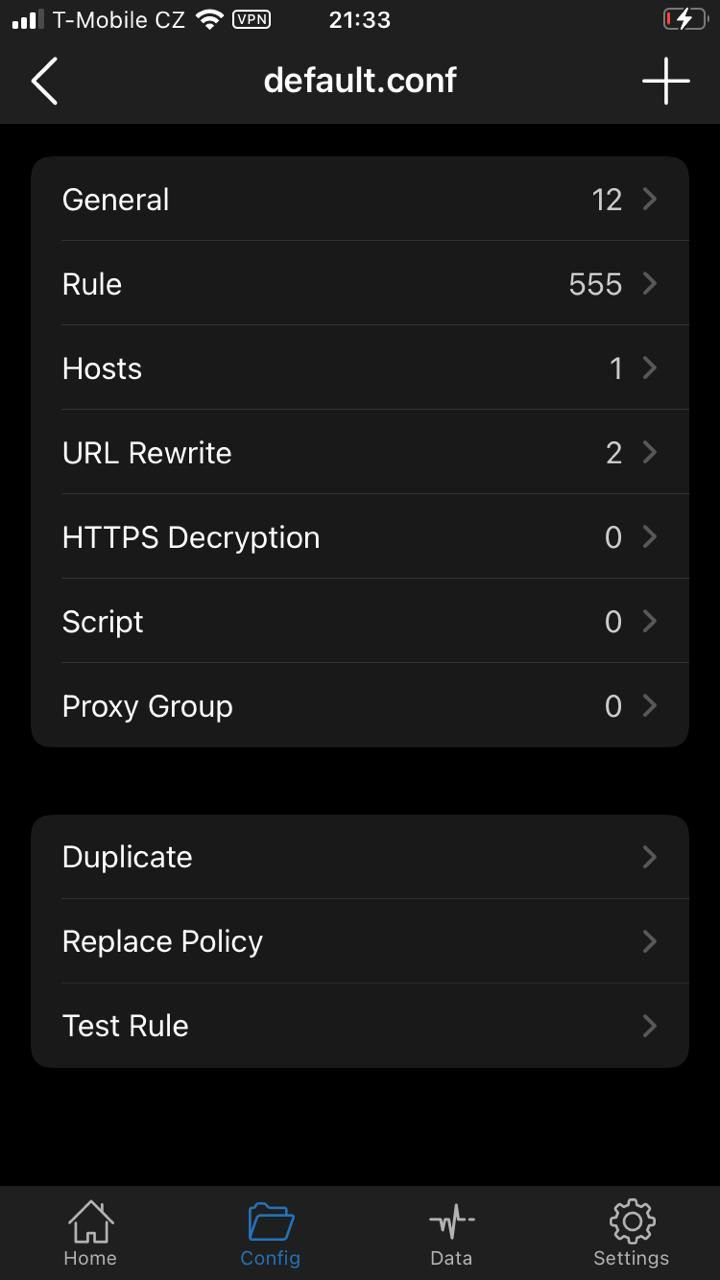 T-Mobile CZ VPN 21:33
default.conf
General 12
Rule 555
Hosts 1
URL Rewrite 2
HTTPS Decryption 0
Script 0
Proxy Group 0
Duplicate
Replace Policy
Test Rule
Home Config Data Settings